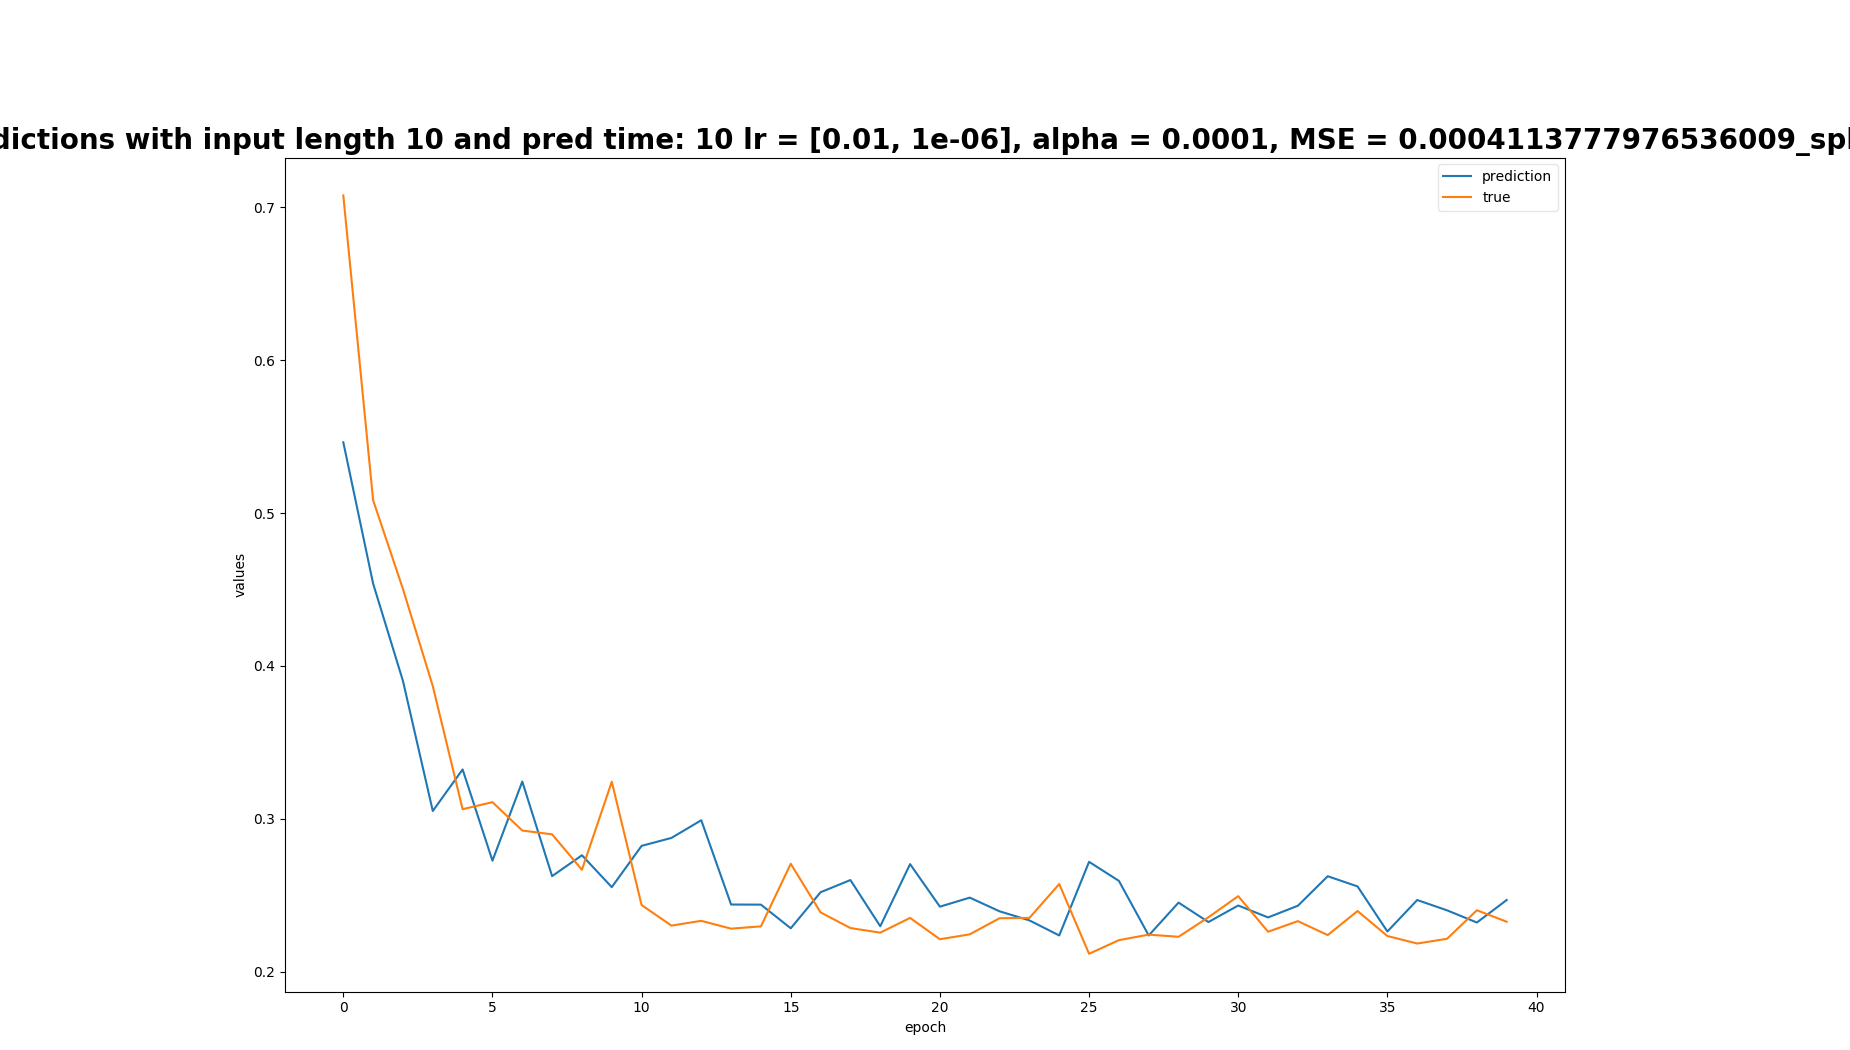 dictions with input length 10 and pred time: 10 lr = [0.01, 1e-06], alpha = 0.0001, MSE = 0.0004113777976536009_spl
prediction
true
0.7
0.6
0.5
0.4
0.3
0.2
values
0 5 10 15 20 25 30 35 40
epoch